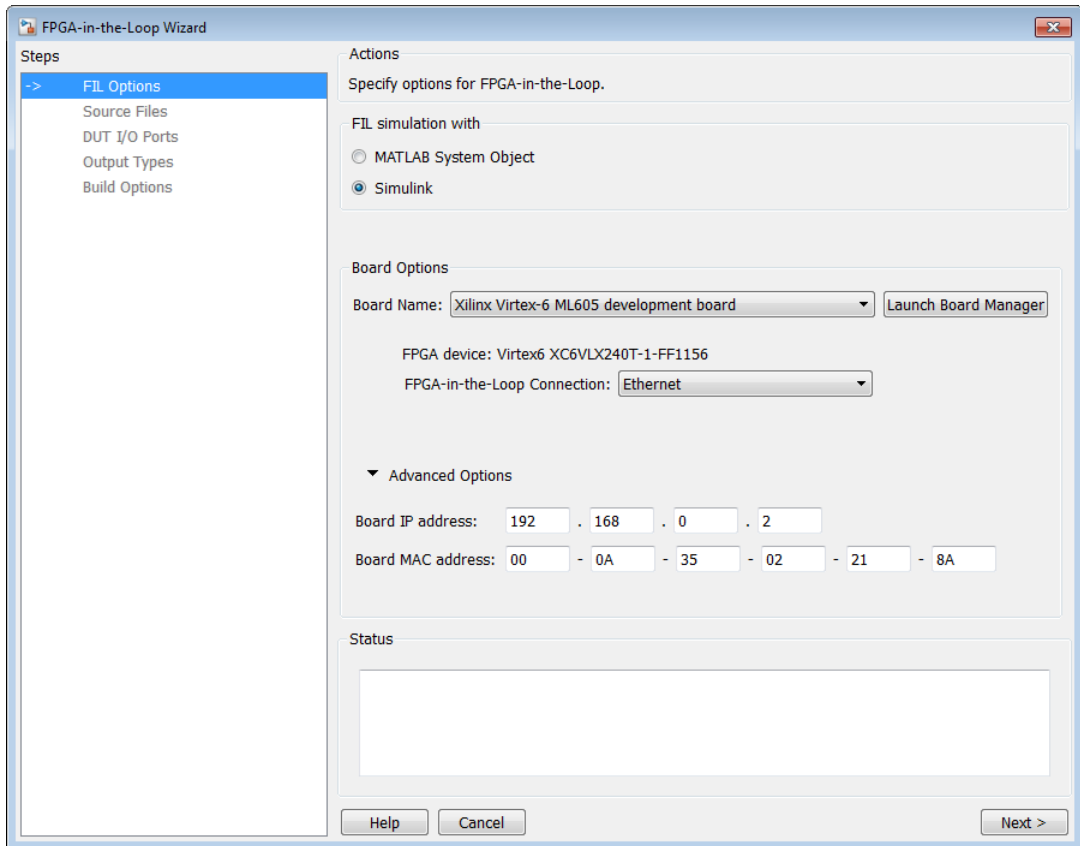 FPGA-in-the-Loop Wizard
Steps
-> FIL Options
Source Files
DUT I/O Ports
Output Types
Build Options
Actions
Specify options for FPGA-in-the-Loop.
FIL simulation with
MATLAB System Object
Simulink
Board Options
Board Name: Xilinx Virtex-6 ML605 development board Launch Board Manager
FPGA device: Virtex6 XC6VLX240T-1-FF1156
FPGA-in-the-Loop Connection: Ethernet
Advanced Options
Board IP address: 192 . 168 . 0 . 2
Board MAC address: 00 - 0A - 35 - 02 - 21 - 8A
Status
Help Cancel Next >